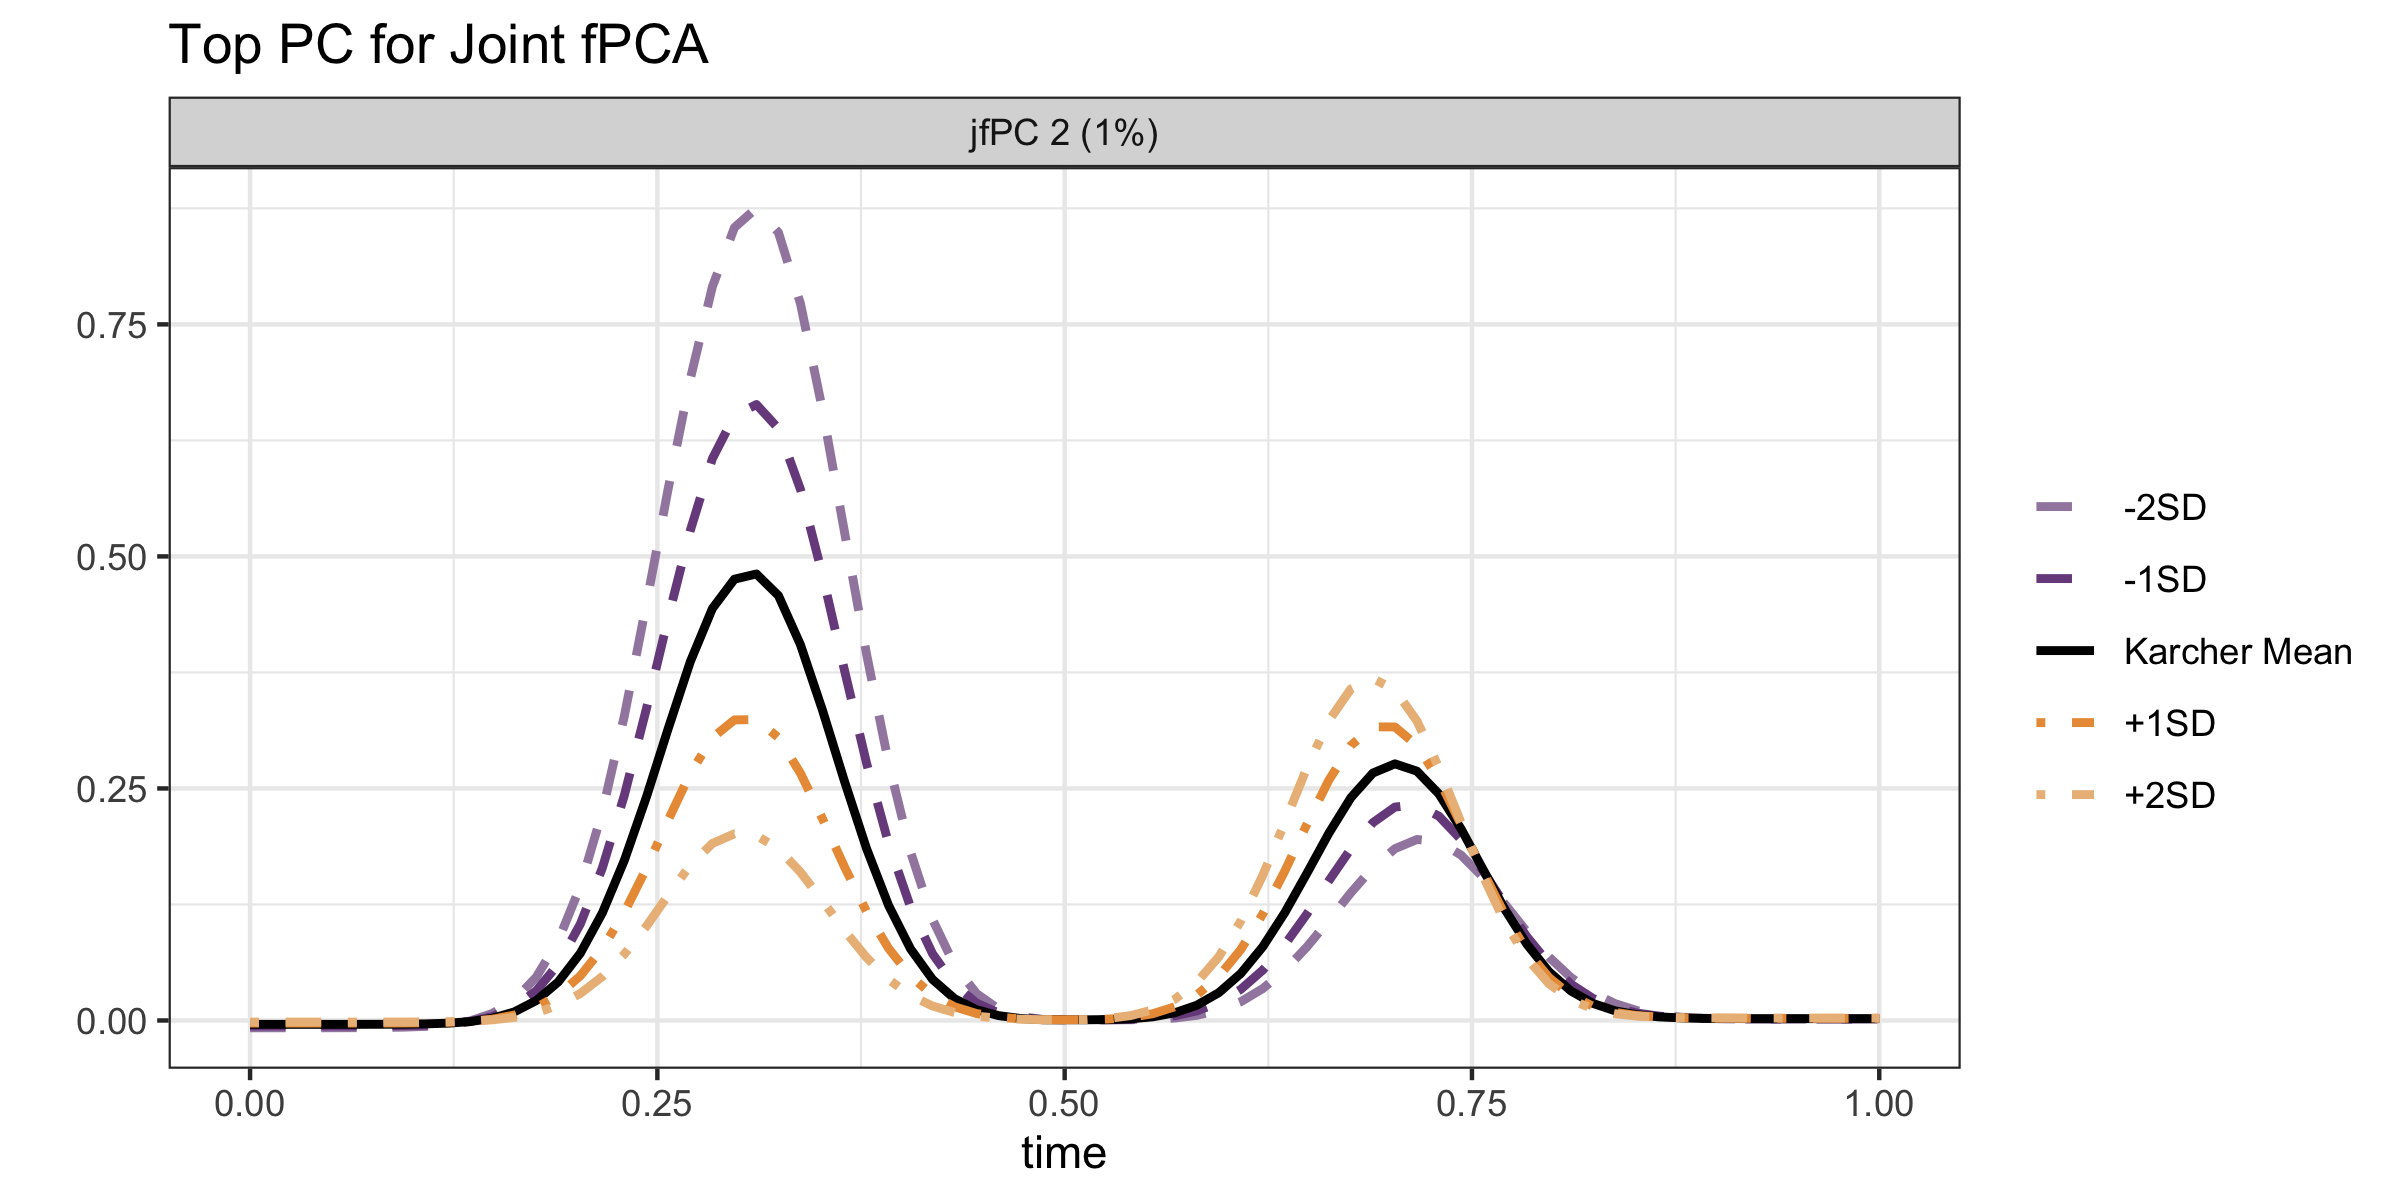 Top PC for Joint fPCA
jfPC 2 (1%)
0.75
0.50
0.25
0.00
0.00 0.25 0.50 0.75 1.00
time
-2SD
-1SD
Karcher Mean
+1SD
+2SD